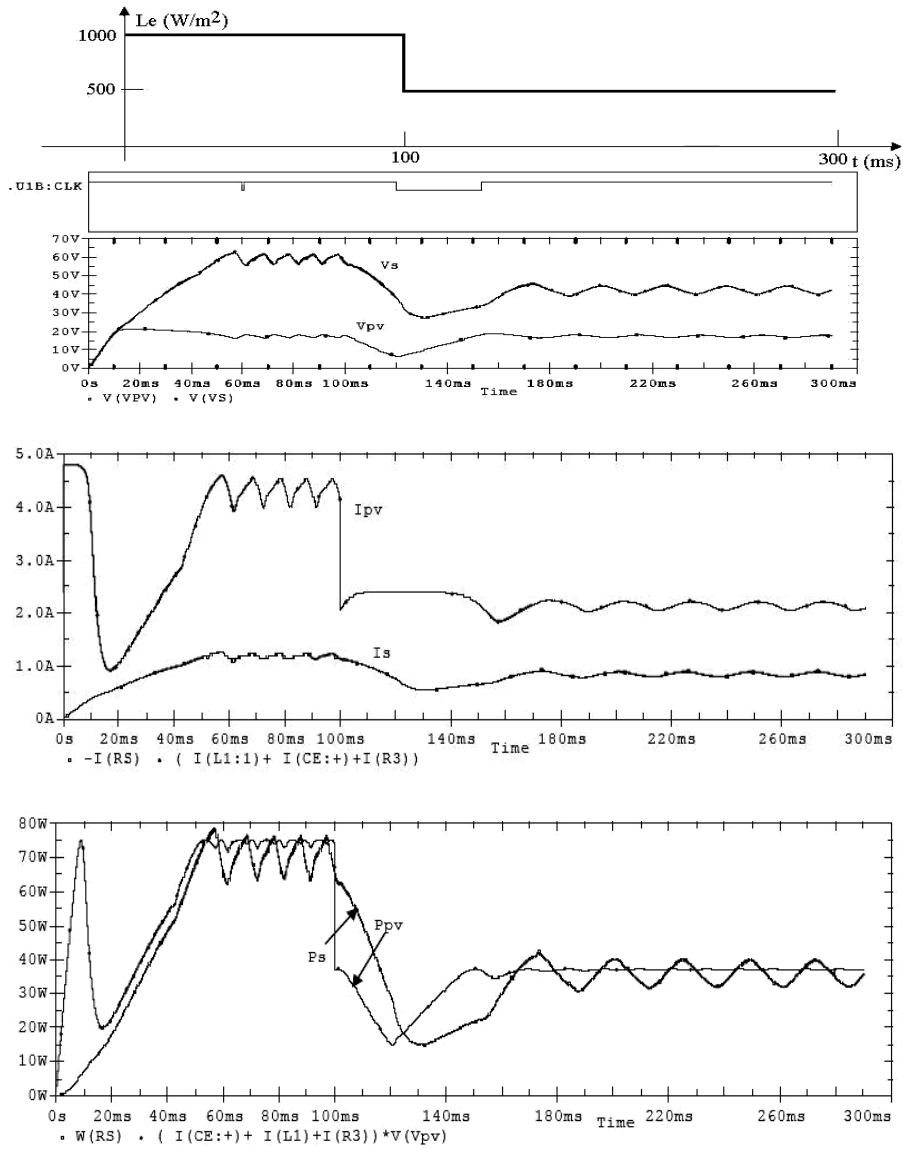 Le (W/m²)
1000
500
100
300 t (ms)
.U1B:CLK
70V
60V
50V
40V
30V
20V
10V
0V
Vs
Vpv
0s 20ms 40ms 60ms 80ms 100ms 140ms 180ms 220ms 260ms 300ms
Time
V(VPV) V(VS)
5.0A
4.0A
3.0A
2.0A
1.0A
0A
Ipv
Is
0s 20ms 40ms 60ms 80ms 100ms 140ms 180ms 220ms 260ms 300ms
Time
-I(RS) ( I(L1:1)+ I(CE:+)+I(R3))
80W
70W
60W
50W
40W
30W
20W
10W
0W
Ppv
Ps
0s 20ms 40ms 60ms 80ms 100ms 140ms 180ms 220ms 260ms 300ms
Time
W(RS) ( I(CE:+)+ I(L1)+I(R3))*V(Vpv)